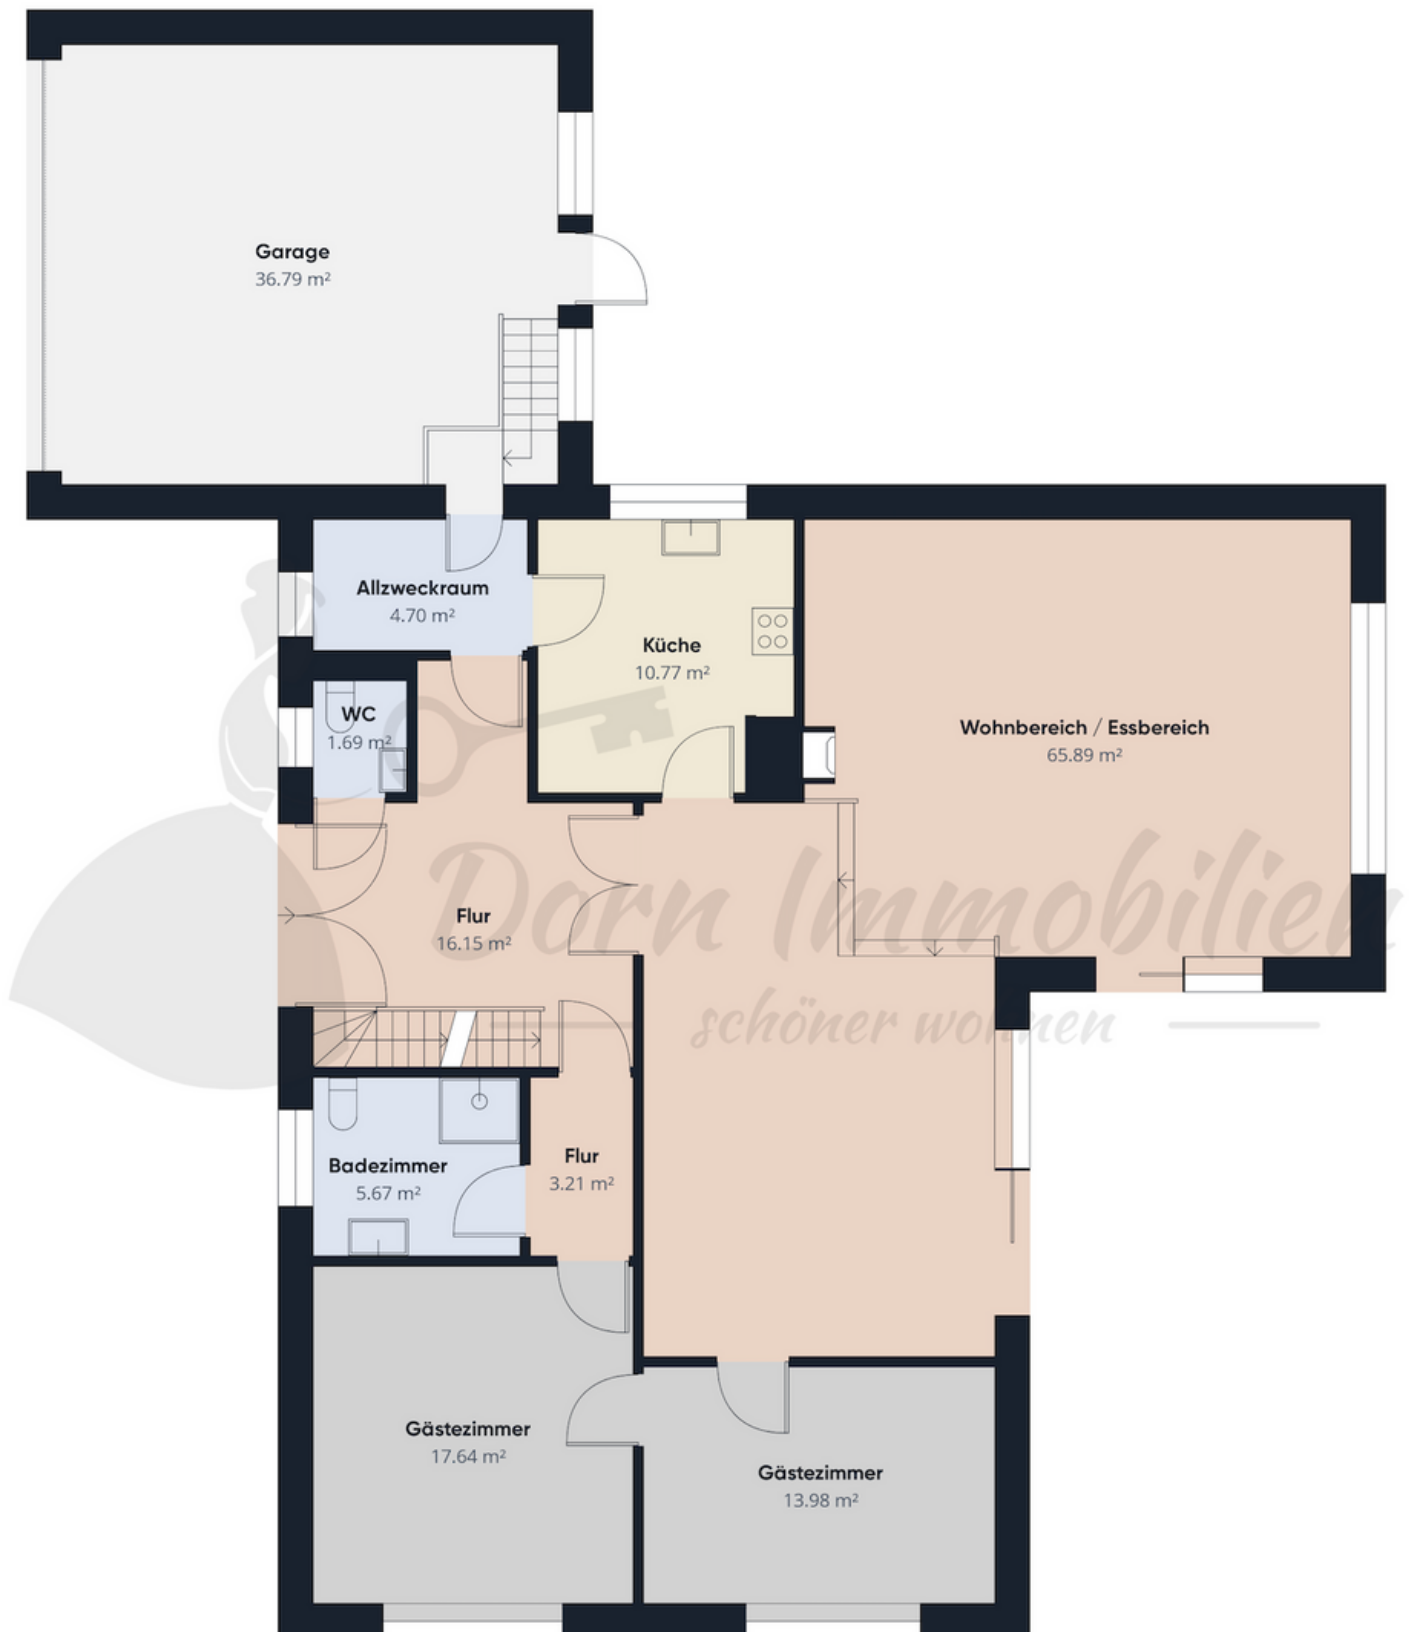 Garage
36.79 m²
Allzweckraum
4.70 m²
Küche
10.77 m²
WC
1.69 m²
Wohnbereich / Essbereich
65.89 m²
Flur
16.15 m²
Dorn Immobilien
schöner wohnen
Badezimmer
5.67 m²
Flur
3.21 m²
Gästezimmer
17.64 m²
Gästezimmer
13.98 m²